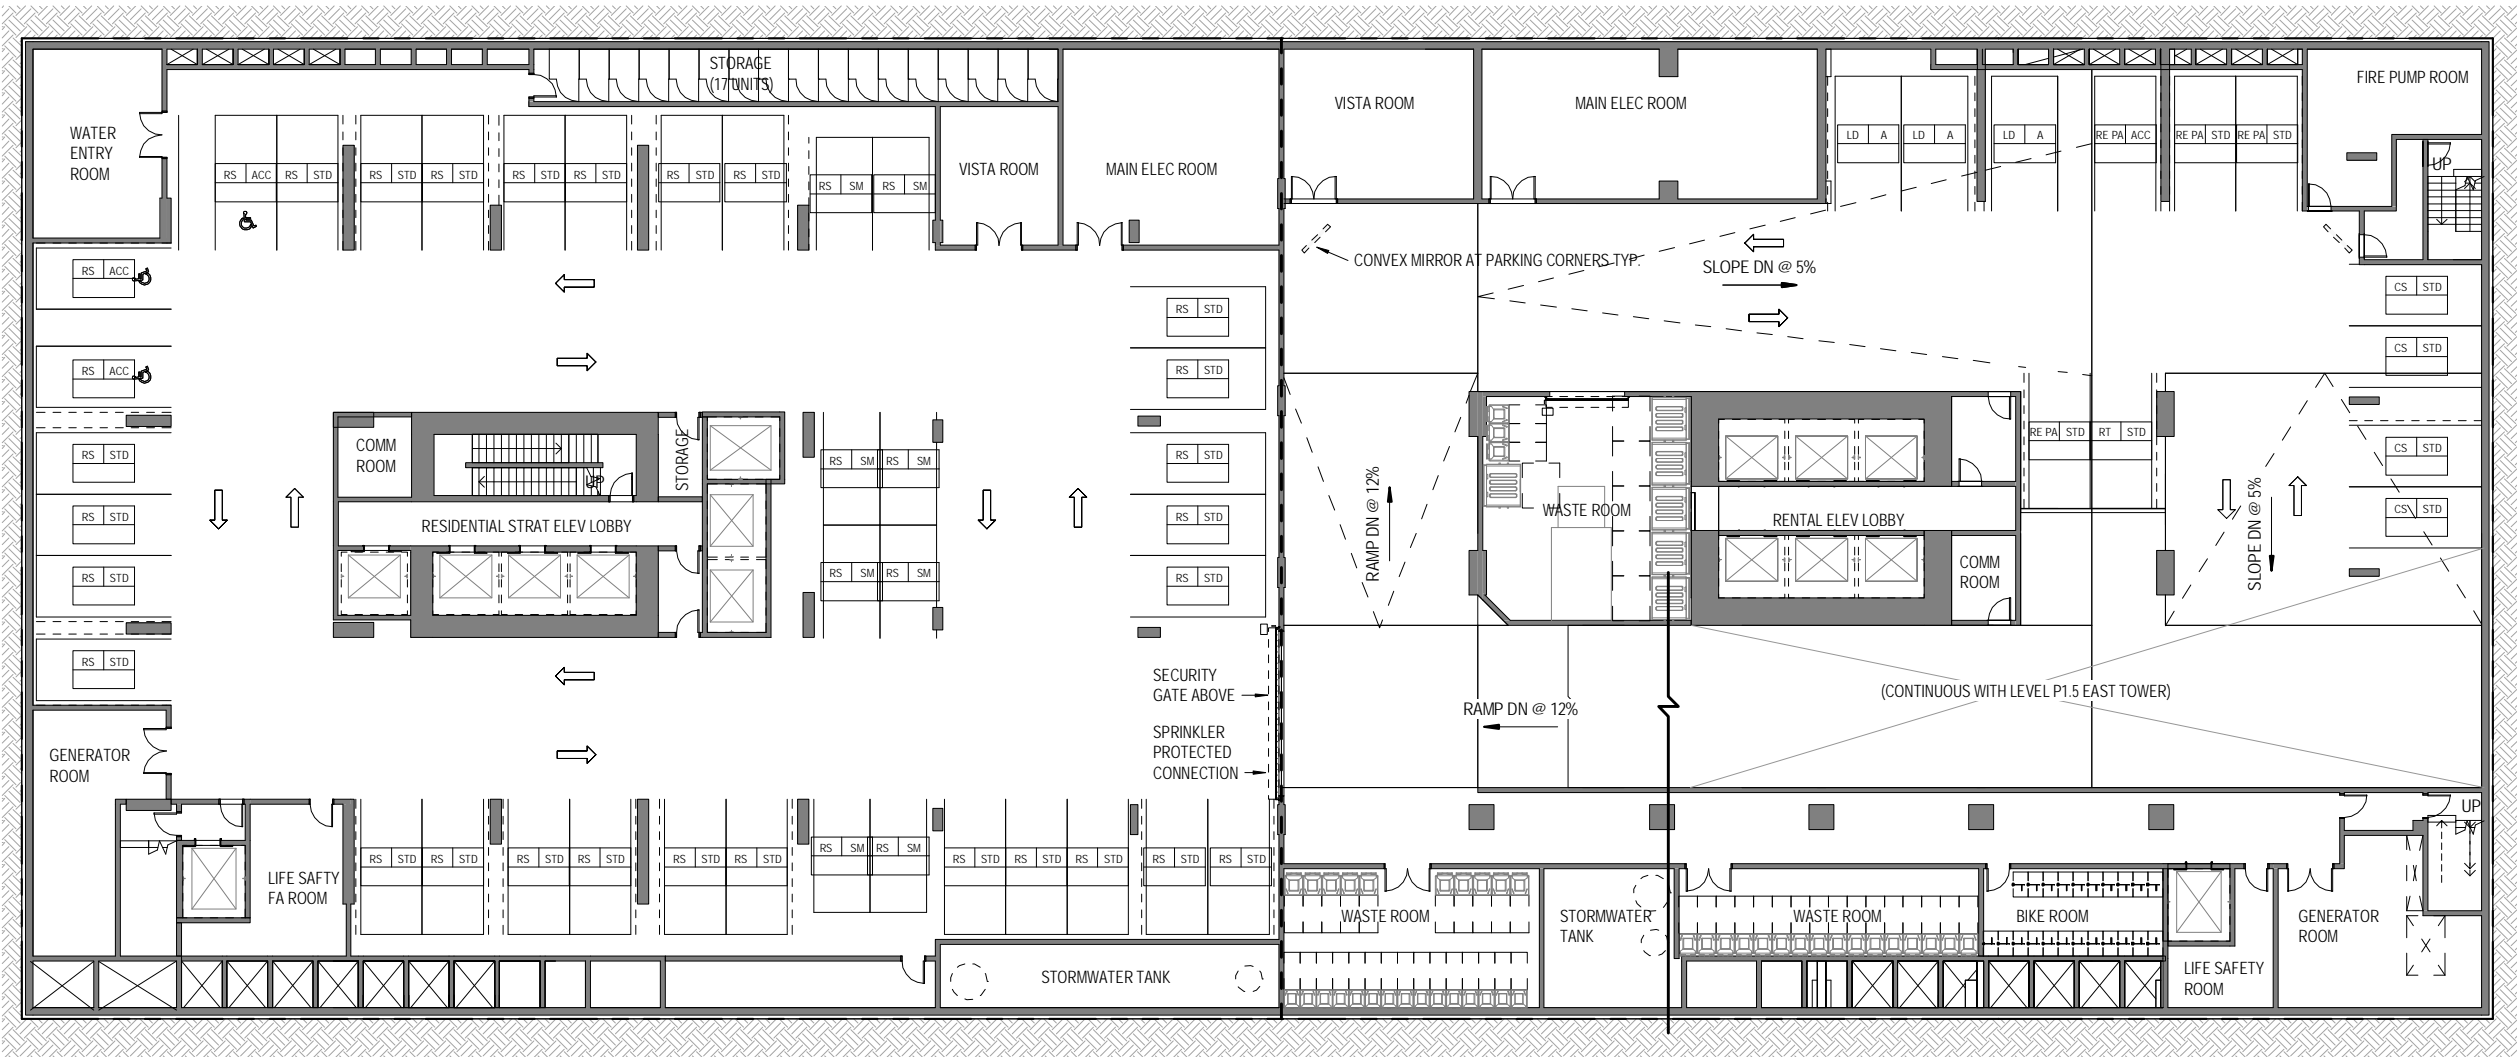 STORAGE
(17 UNITS)
FIRE PUMP ROOM
VISTA ROOM
MAIN ELEC ROOM
WATER
ENTRY
ROOM
LD A LD A
LD A
RE PA ACC
RE PA STD RE PA STD
UP
RS ACC RS STD
RS STD RS STD
RS STD RS STD
RS STD RS STD
RS SM RS SM
VISTA ROOM
MAIN ELEC ROOM
RS ACC
CONVEX MIRROR AT PARKING CORNERS TYP.
SLOPE DN @ 5%
CS STD
RS STD
CS STD
RS ACC
RS STD
COMM
ROOM
STORAGE
RE PA STD RT STD
RS STD
RS SM RS SM
RS STD
CS STD
RAMP DN @ 12%
WASTE ROOM
SLOPE DN @ 5%
UP
RS STD
RESIDENTIAL STRAT ELEV LOBBY
RS STD
RENTAL ELEV LOBBY
CS STD
RS STD
RS SM RS SM
RS STD
COMM
ROOM
RS STD
SECURITY
GATE ABOVE
(CONTINUOUS WITH LEVEL P1.5 EAST TOWER)
RAMP DN @ 12%
SPRINKLER
PROTECTED
CONNECTION
GENERATOR
ROOM
UP
RS STD RS STD
RS STD RS STD
RS STD RS STD
RS SM RS SM
RS STD RS STD RS STD
RS STD RS STD
LIFE SAFTY
FA ROOM
WASTE ROOM
STORMWATER
TANK
WASTE ROOM
BIKE ROOM
GENERATOR
ROOM
X
STORMWATER TANK
LIFE SAFETY
ROOM